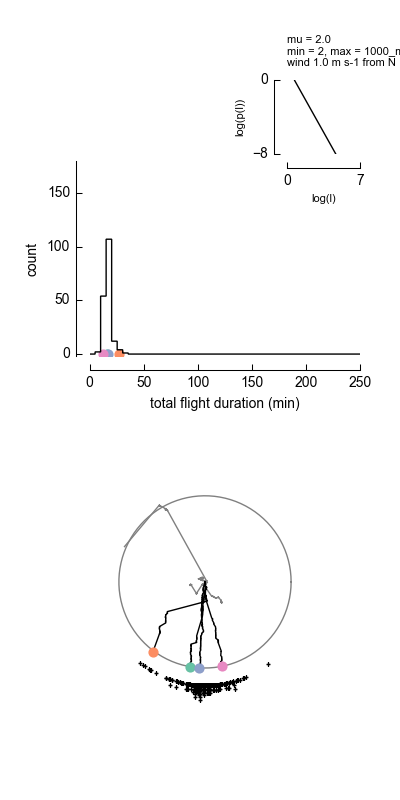 mu = 2.0
min = 2, max = 1000_m
wind 1.0 m s-1 from N
0
log(p(l))
−8
0
7
log(l)
150
100
count
50
0
0
50
100
150
200
250
total flight duration (min)